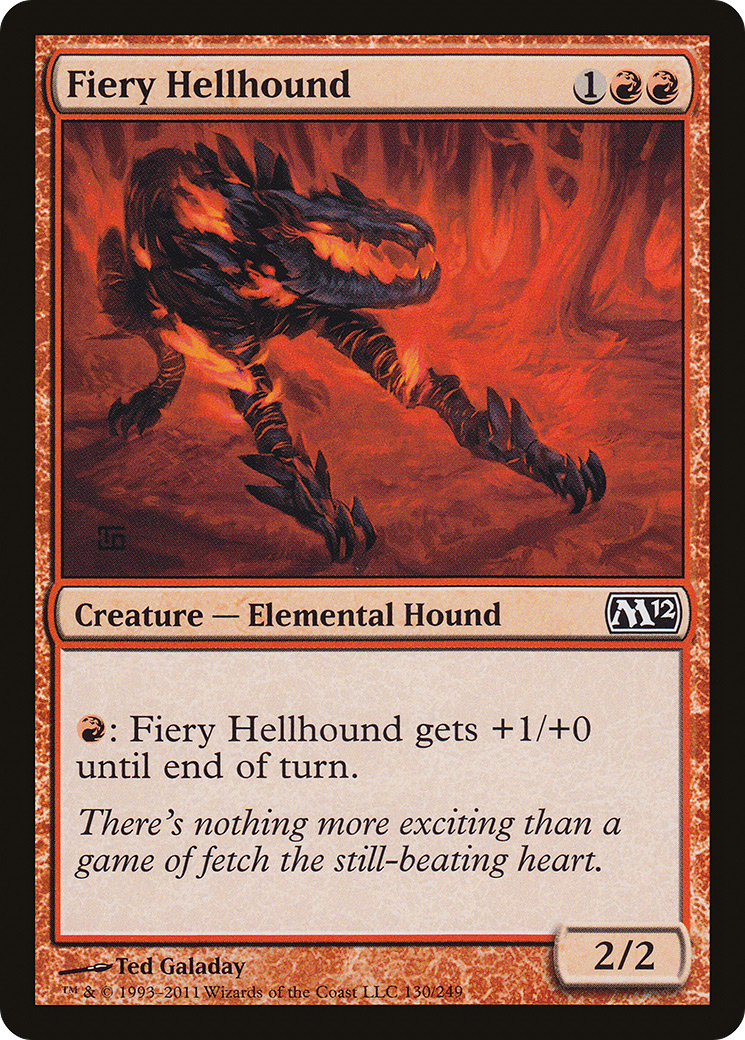 Fiery Hellhound 1
Creature — Elemental Hound M12
: Fiery Hellhound gets +1/+0
until end of turn.
There's nothing more exciting than a
game of fetch the still-beating heart.
2/2
Ted Galaday
™ & © 1993–2011 Wizards of the Coast LLC 130/249